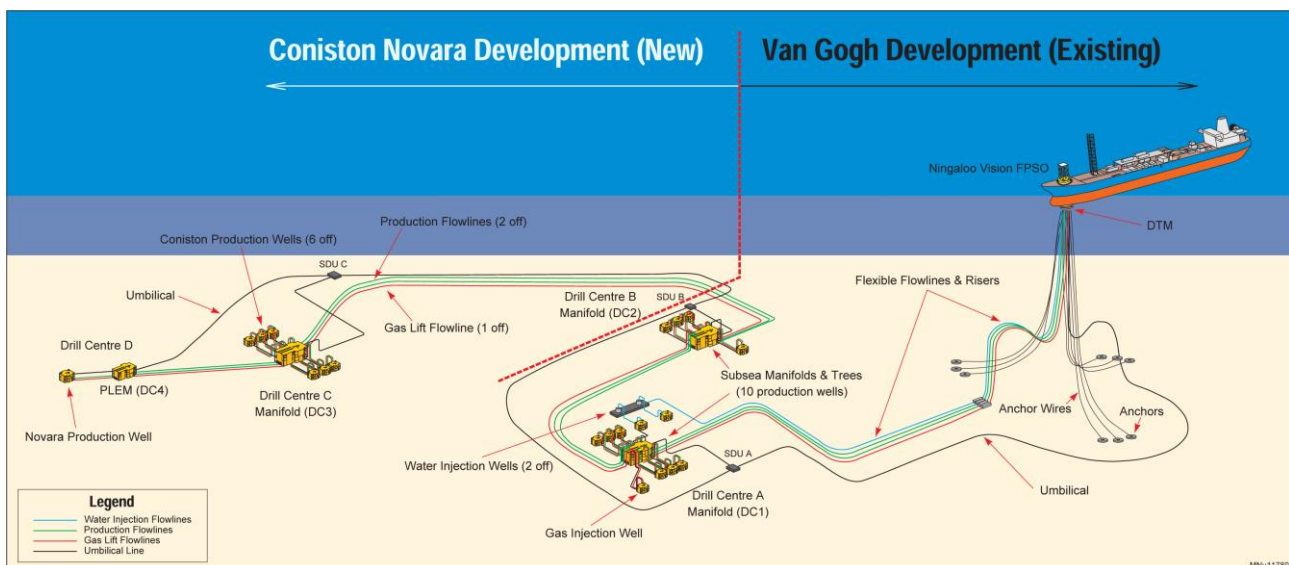 Coniston Novara Development (New)
Van Gogh Development (Existing)
Ningaloo Vision FPSO
DTM
Production Flowlines (2 off)
Coniston Production Wells (6 off)
SDU C
Umbilical
Gas Lift Flowline (1 off)
Drill Centre D
PLEM (DC4)
Novara Production Well
Drill Centre C
Manifold (DC3)
Drill Centre B
Manifold (DC2)
SDU B
Flexible Flowlines & Risers
Subsea Manifolds & Trees
(10 production wells)
Water Injection Wells (2 off)
SDU A
Gas Injection Well
Drill Centre A
Manifold (DC1)
Anchor Wires
Anchors
Umbilical
Legend
Water Injection Flowlines
Production Flowlines
Gas Lift Flowlines
Umbilical Line